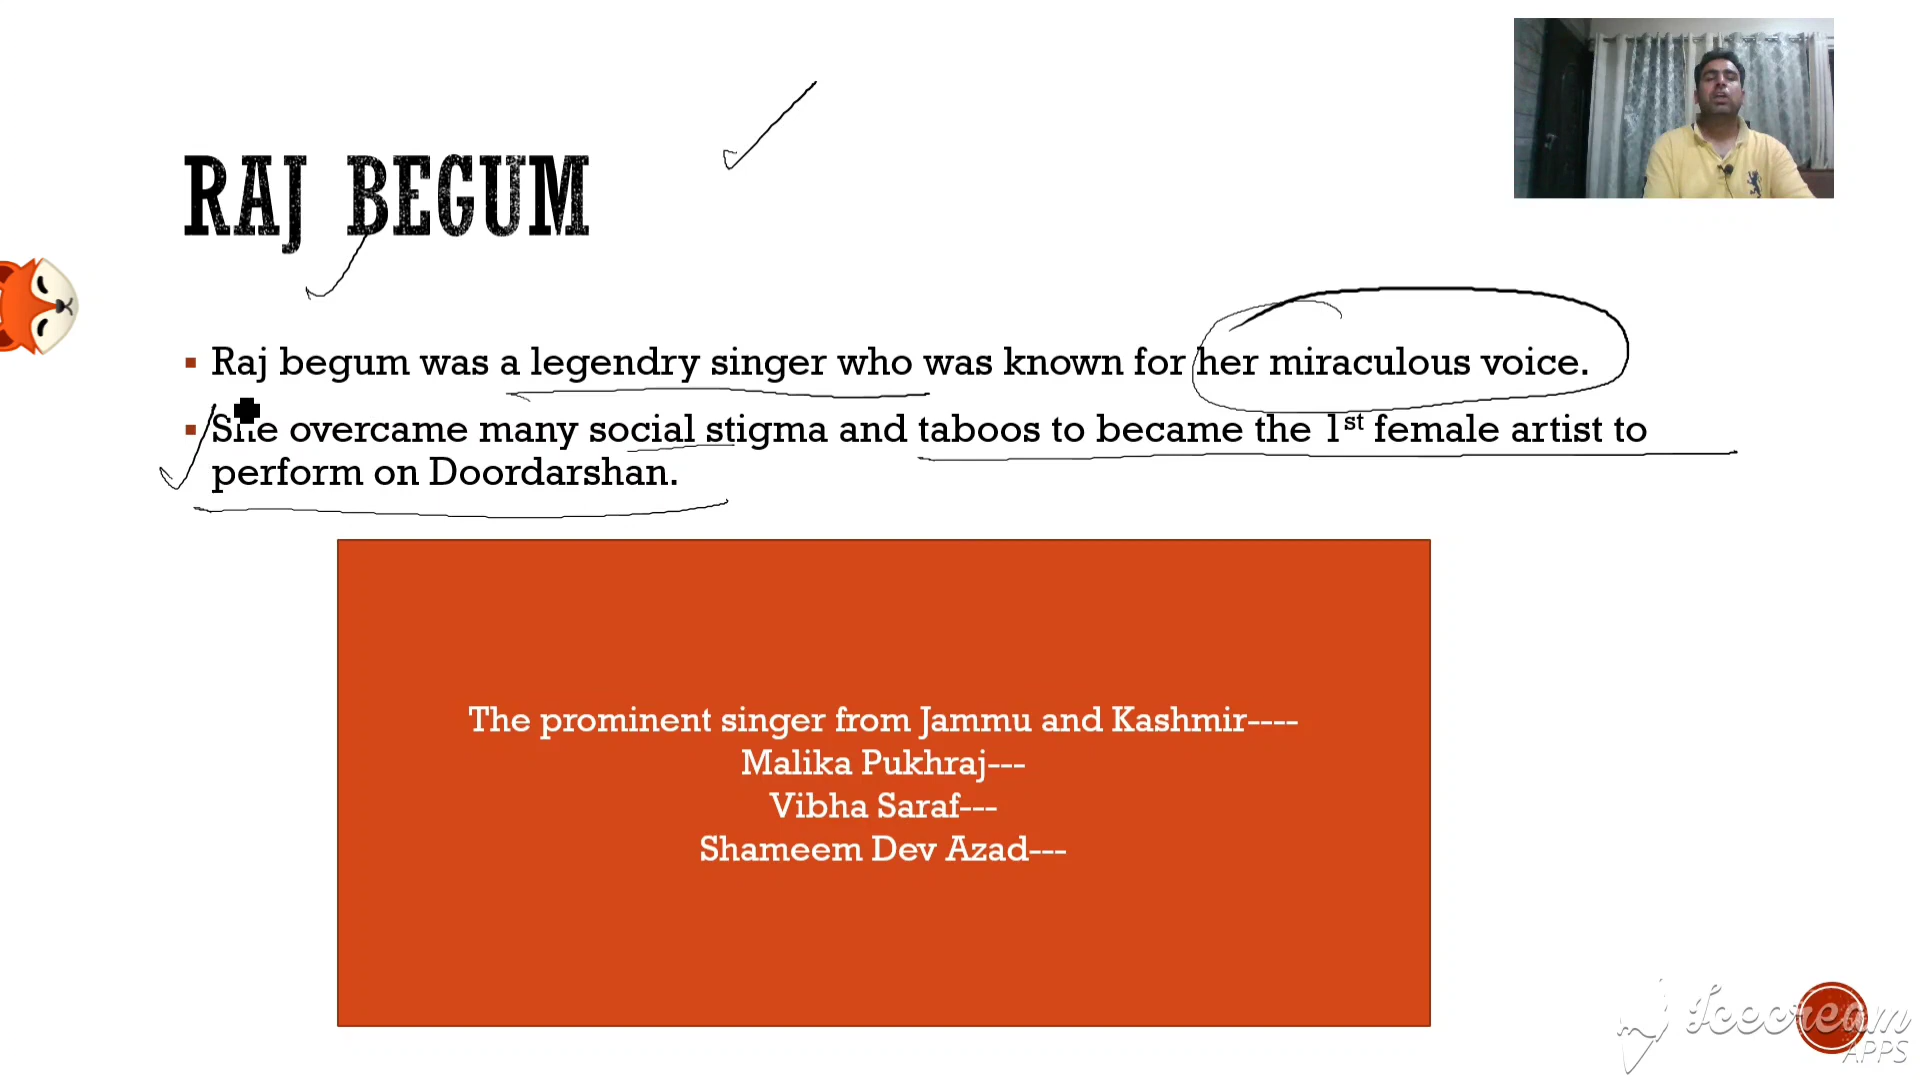 RAJ BEGUM
Raj begum was a legendry singer who was known for her miraculous voice.
She overcame many social stigma and taboos to became the 1st female artist to
perform on Doordarshan.
The prominent singer from Jammu and Kashmir----
Malika Pukhraj---
Vibha Saraf---
Shameem Dev Azad---
Icecream
APPS